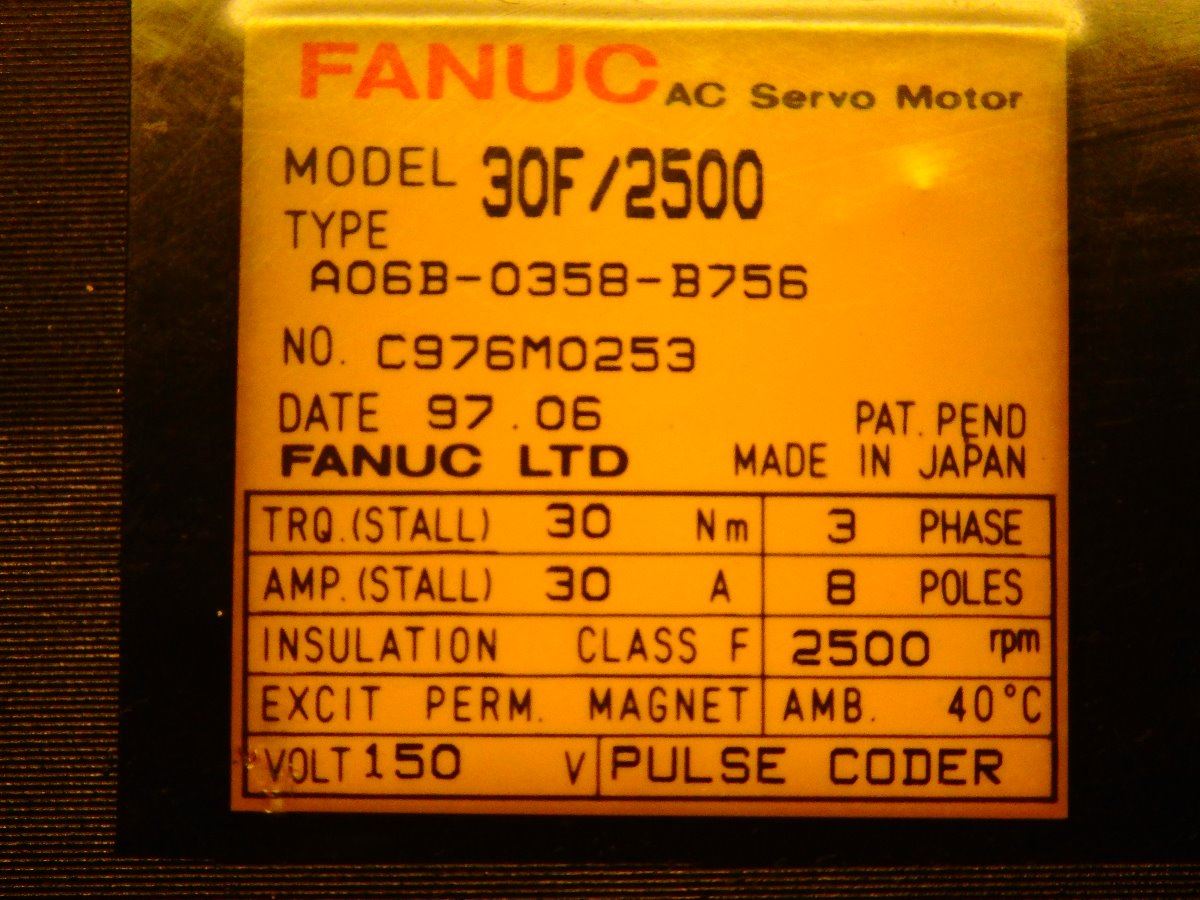 FANUC AC Servo Motor
MODEL 30F/2500
TYPE
A06B-0358-B756
NO. C976M0253
DATE 97.06 PAT. PEND
FANUC LTD MADE IN JAPAN
TRQ.(STALL) 30 Nm 3 PHASE
AMP.(STALL) 30 A 8 POLES
INSULATION CLASS F 2500 rpm
EXCIT PERM. MAGNET AMB. 40°C
VOLT 150 V PULSE CODER